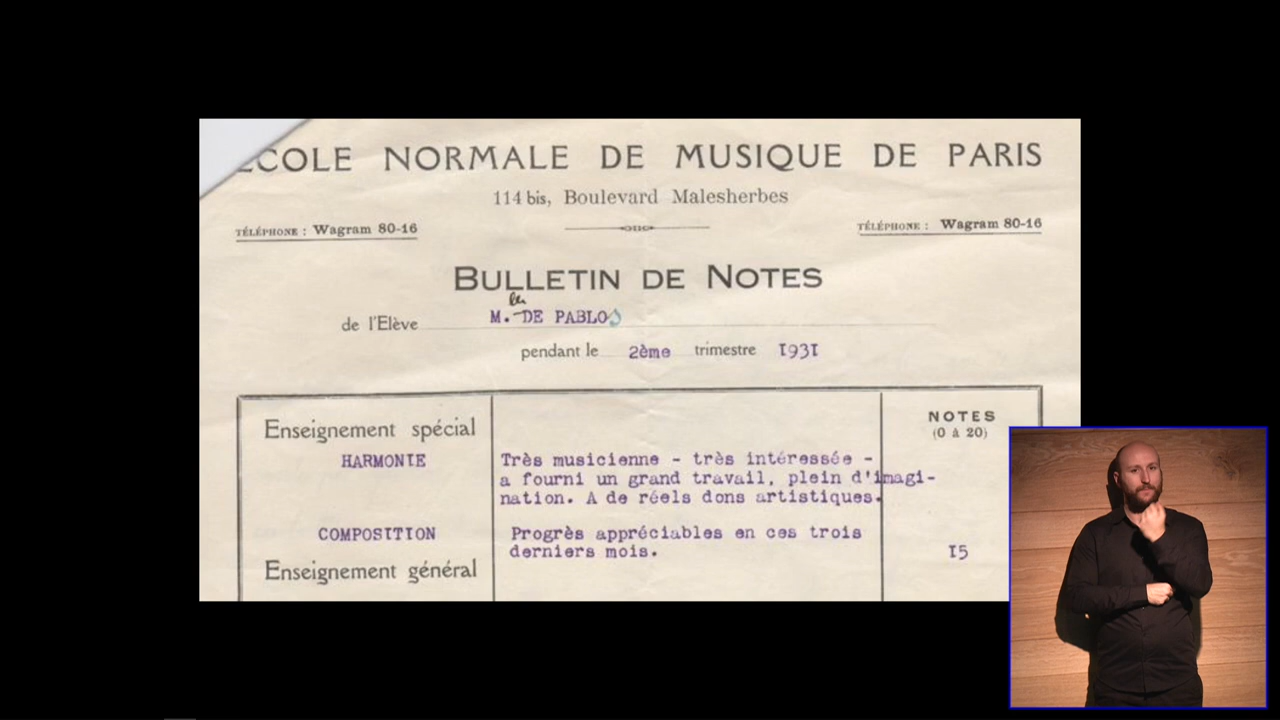 ECOLE NORMALE DE MUSIQUE DE PARIS
114 bis, Boulevard Malesherbes
TÉLÉPHONE : Wagram 80-16
TÉLÉPHONE : Wagram 80-16
BULLETIN DE NOTES
de l'Elève M.lle DE PABLO
pendant le 2ème trimestre 1931
Enseignement spécial
NOTES
(0 à 20)
HARMONIE
Très musicienne - très intéressée -
a fourni un grand travail, plein d'imagi-
nation. A de réels dons artistiques.
COMPOSITION
Progrès appréciables en ces trois
derniers mois.
15
Enseignement général